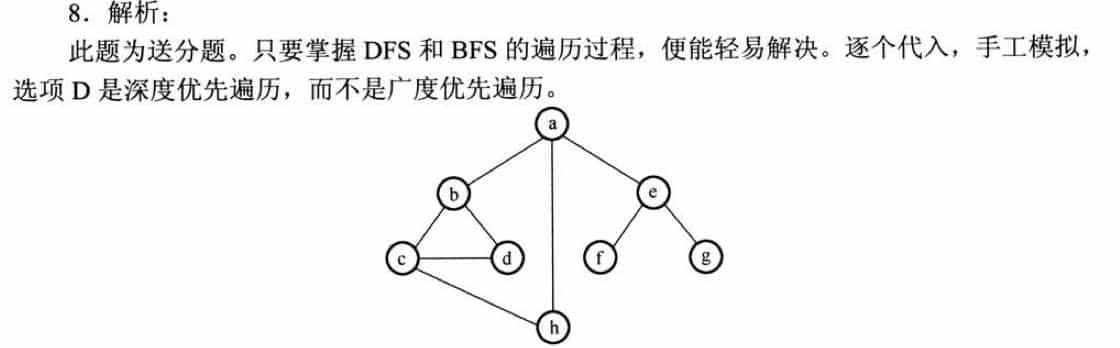 8．解析：
此题为送分题。只要掌握 DFS 和 BFS 的遍历过程，便能轻易解决。逐个代入，手工模拟，
选项 D 是深度优先遍历，而不是广度优先遍历。
a
b
e
c
d
f
g
h